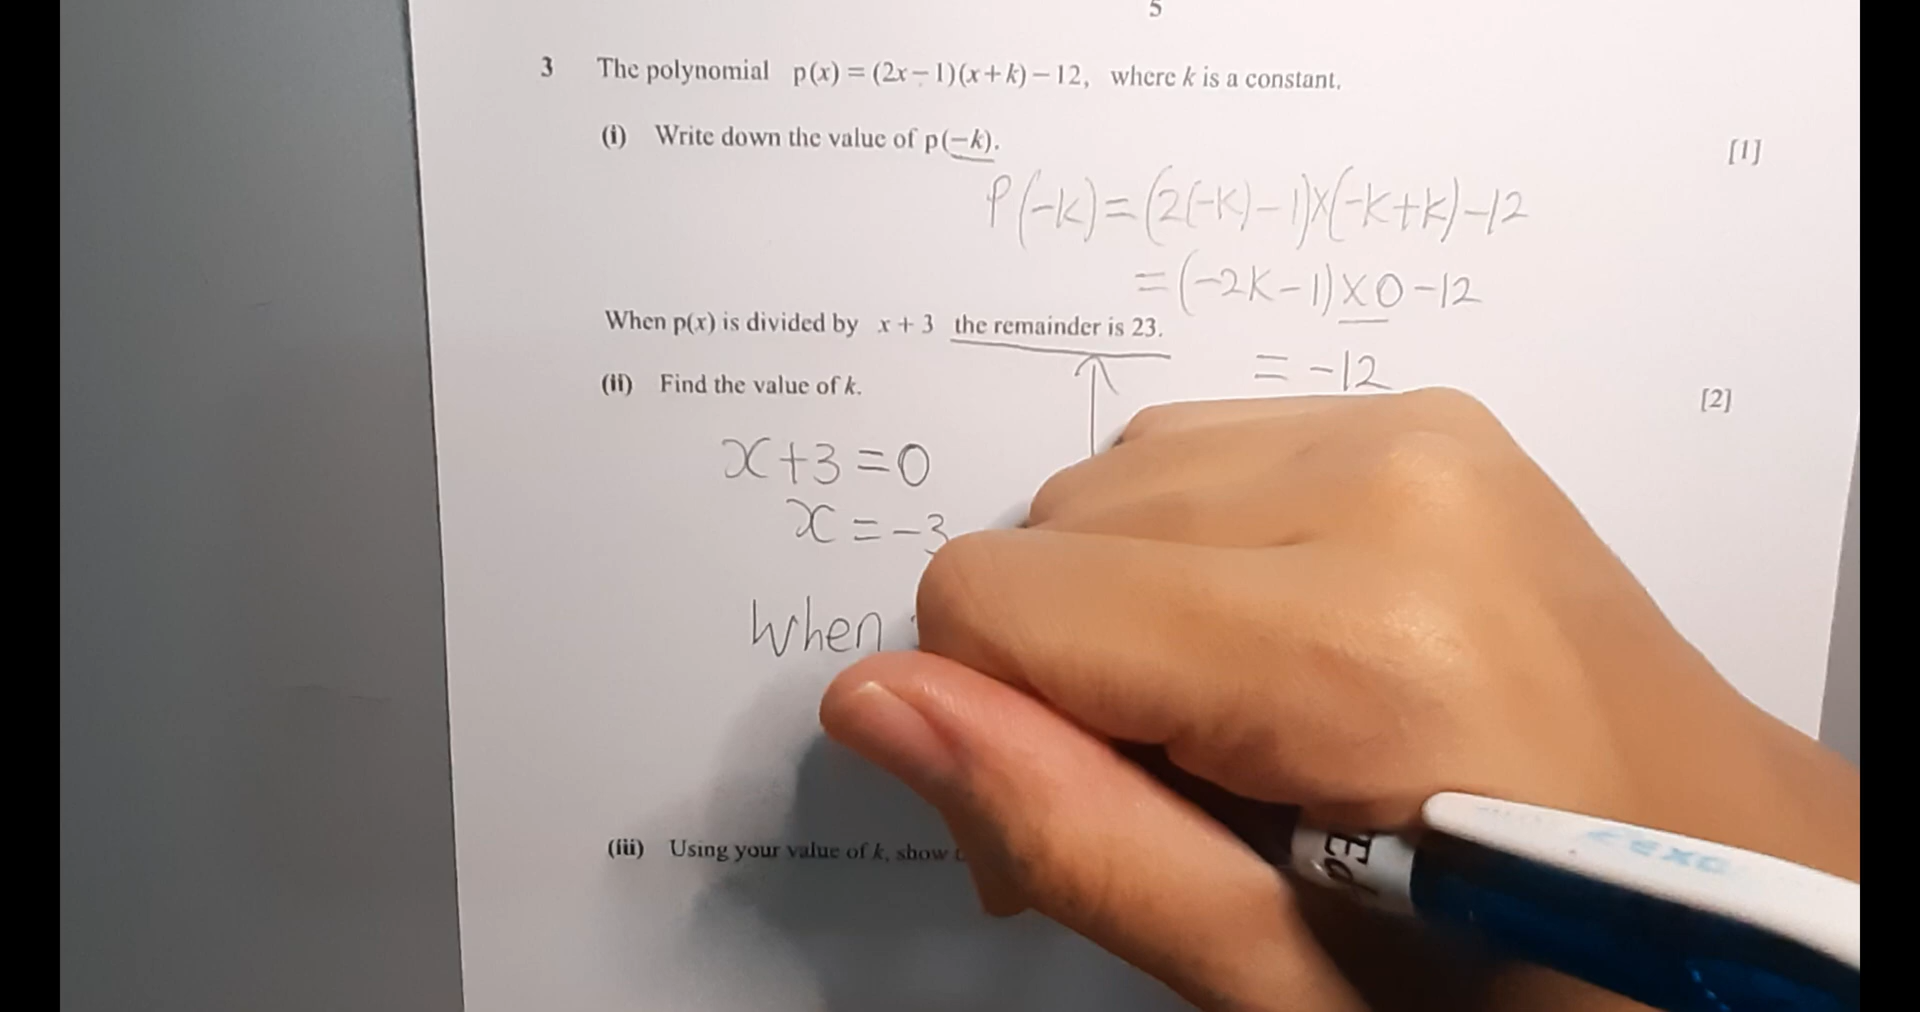 5
3 The polynomial p(x) = (2x − 1)(x + k) − 12, where k is a constant.
(i) Write down the value of p(−k). [1]
P(-k)=(2(-k)-1)×(-k+k)-12
=(-2k-1)×0-12
When p(x) is divided by x + 3 the remainder is 23.
= -12
(ii) Find the value of k. [2]
x+3=0
x=-3
When
(iii) Using your value of k, show